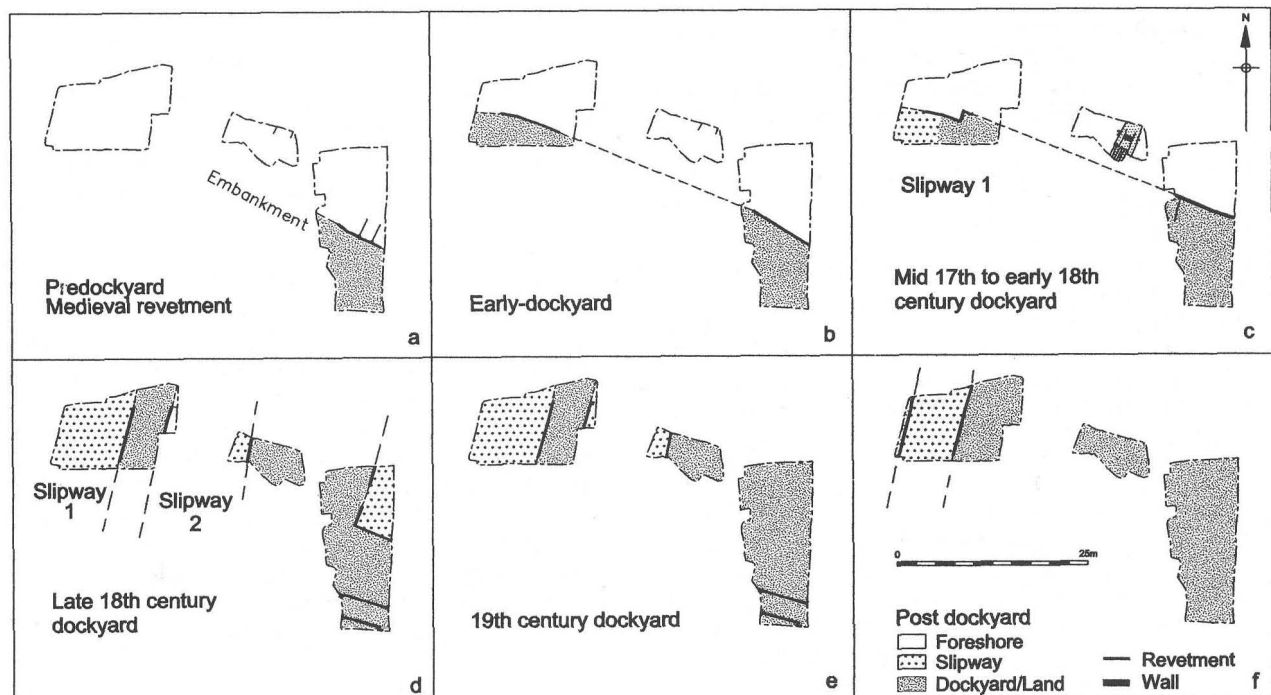 Embankment
Predockyard
Medieval revetment
a
Early-dockyard
b
N
Slipway 1
Mid 17th to early 18th
century dockyard
c
Slipway
1
Slipway
2
Late 18th century
dockyard
d
19th century dockyard
e
0 25m
Post dockyard
Foreshore
Slipway
Dockyard/Land
Revetment
Wall
f